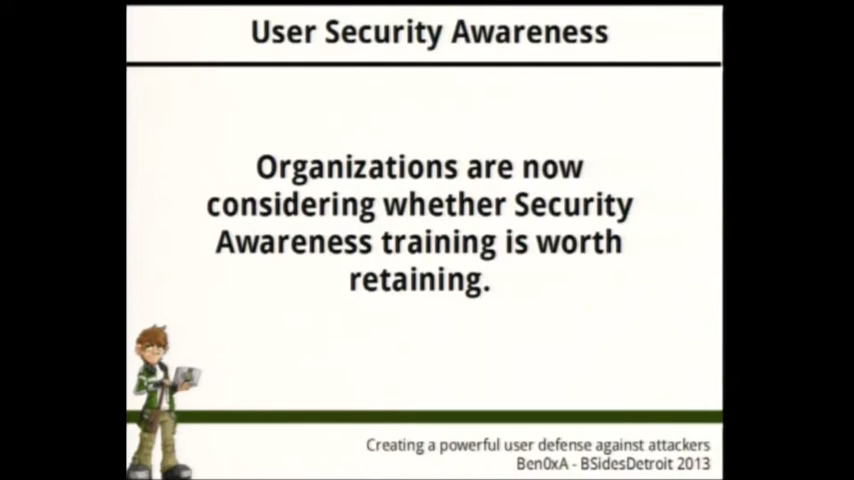 User Security Awareness
Organizations are now
considering whether Security
Awareness training is worth
retaining.
Creating a powerful user defense against attackers
Ben0xA - BSidesDetroit 2013